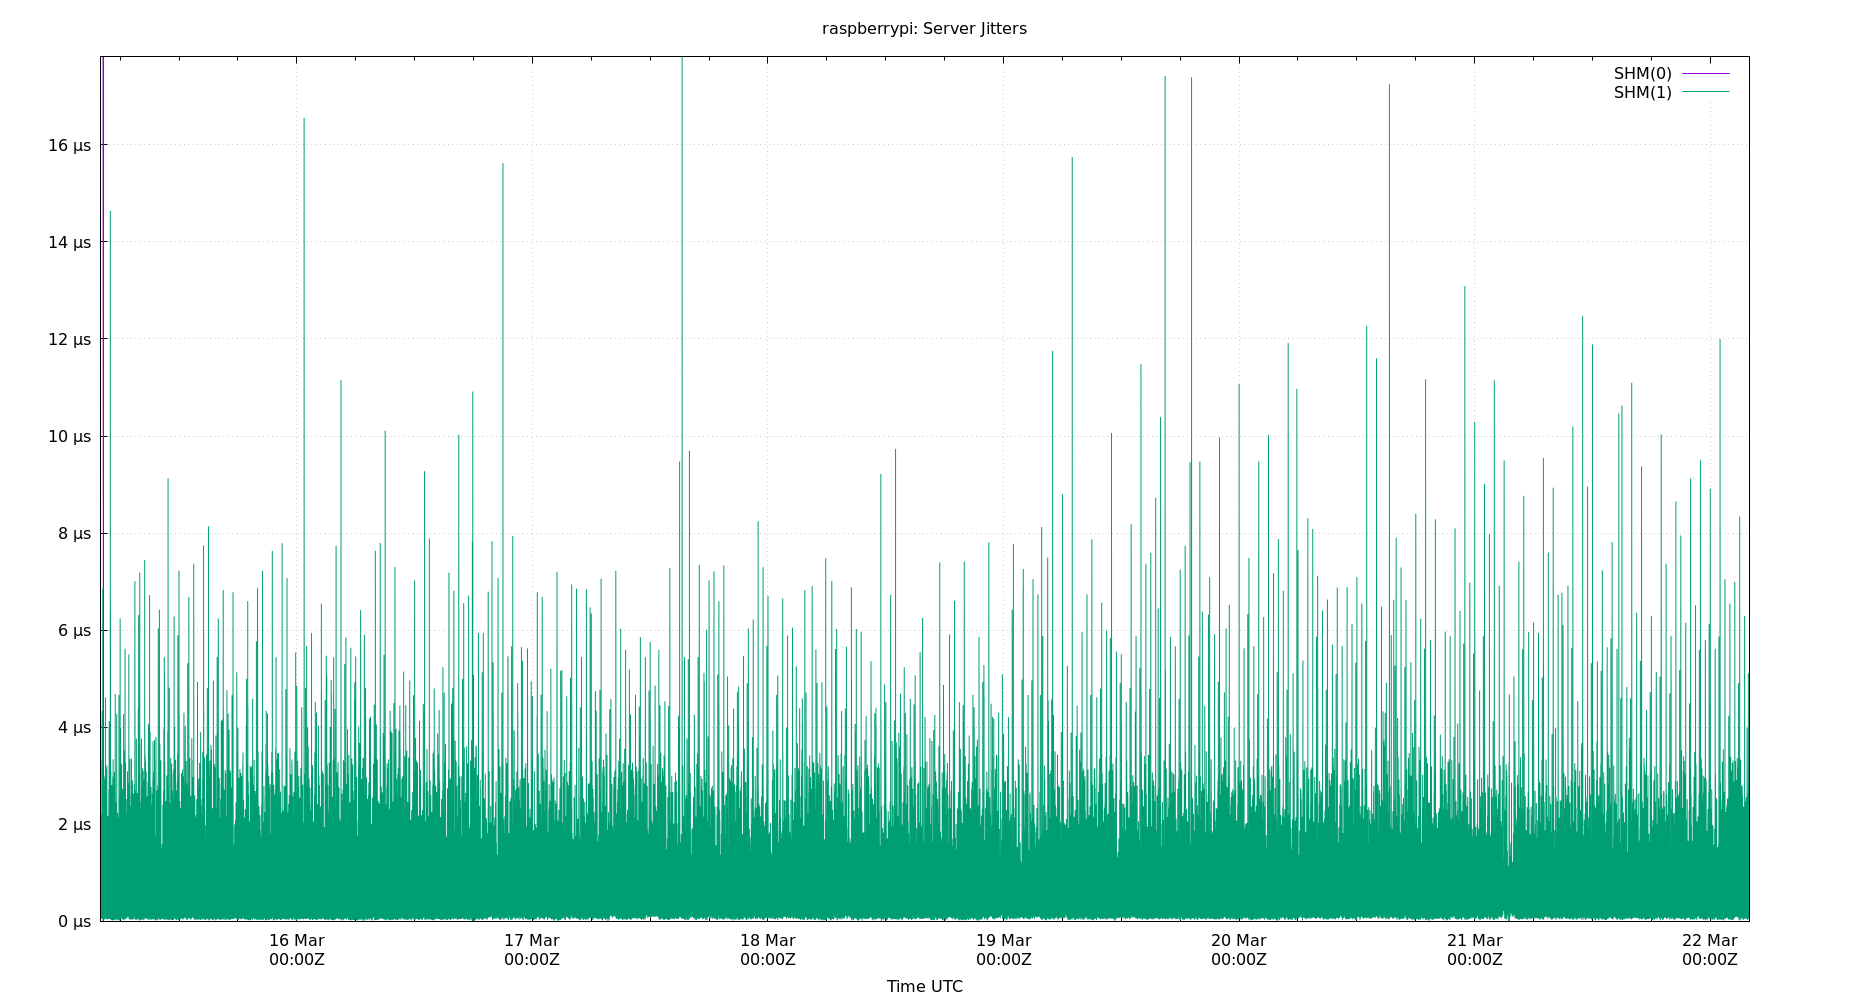 raspberrypi: Server Jitters
SHM(0)
SHM(1)
16 µs
14 µs
12 µs
10 µs
8 µs
6 µs
4 µs
2 µs
0 µs
16 Mar 17 Mar 18 Mar 19 Mar 20 Mar 21 Mar 22 Mar
00:00Z 00:00Z 00:00Z 00:00Z 00:00Z 00:00Z 00:00Z
Time UTC